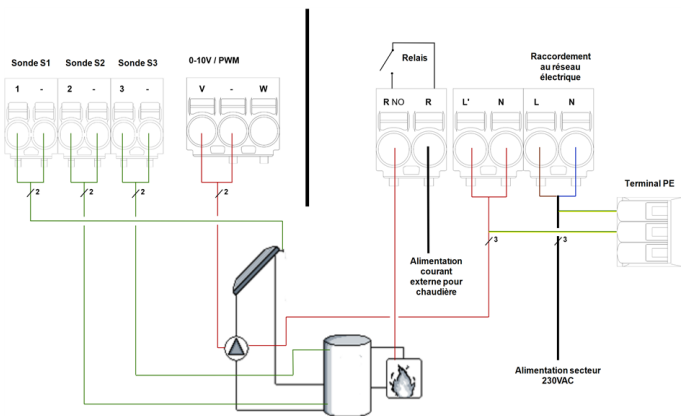 Sonde S1
Sonde S2
Sonde S3
0-10V / PWM
Relais
Raccordement
au réseau
électrique
1
-
2
-
3
-
V
-
W
R NO
R
L'
N
L
N
Terminal PE
2
2
2
2
3
3
Alimentation
courant
externe pour
chaudière
Alimentation secteur
230VAC